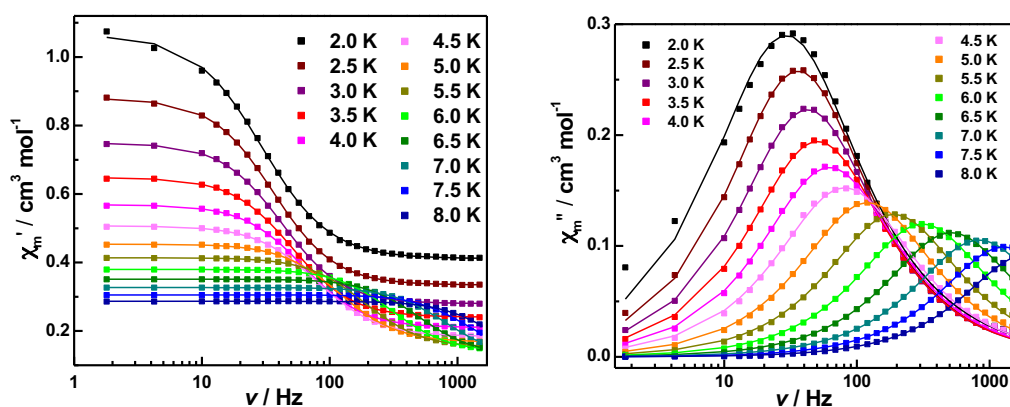 χm' / cm³ mol⁻¹
1.0
0.8
0.6
0.4
0.2
1 10 100 1000
ν / Hz
2.0 K
2.5 K
3.0 K
3.5 K
4.0 K
4.5 K
5.0 K
5.5 K
6.0 K
6.5 K
7.0 K
7.5 K
8.0 K
χm'' / cm³ mol⁻¹
0.3
0.2
0.1
0.0
10 100 1000
ν / Hz
2.0 K
2.5 K
3.0 K
3.5 K
4.0 K
4.5 K
5.0 K
5.5 K
6.0 K
6.5 K
7.0 K
7.5 K
8.0 K